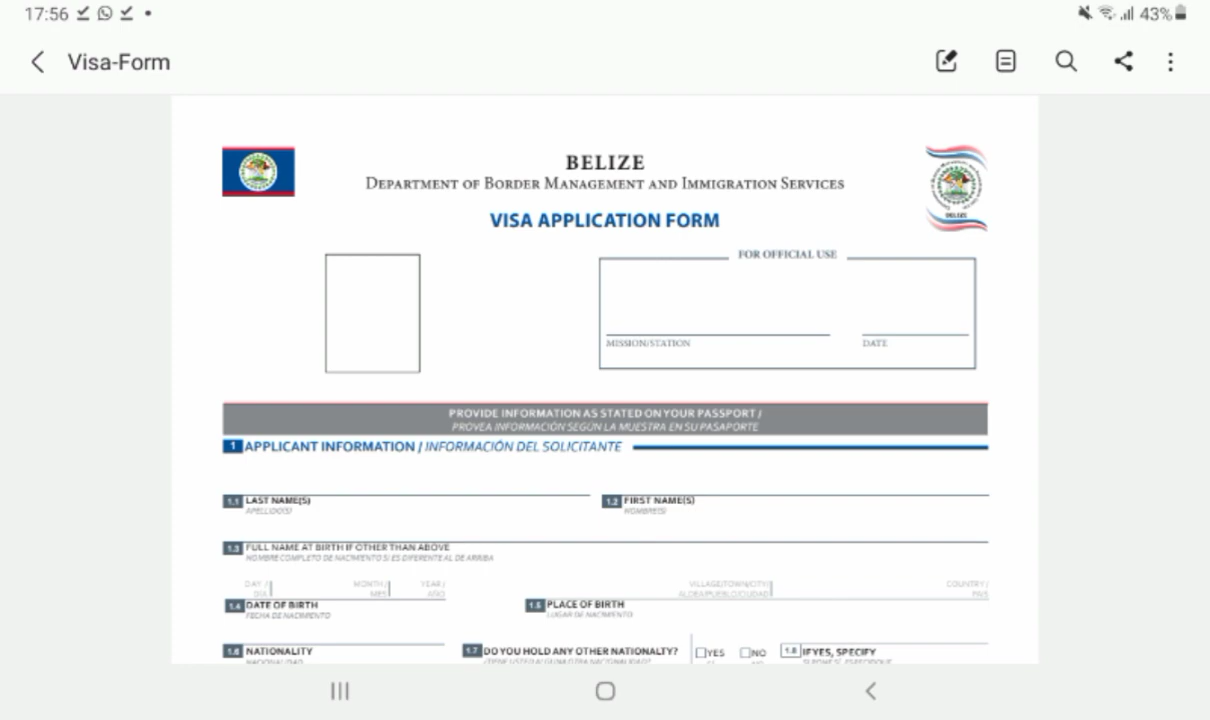 17:56
43%
Visa-Form
BELIZE
DEPARTMENT OF BORDER MANAGEMENT AND IMMIGRATION SERVICES
VISA APPLICATION FORM
FOR OFFICIAL USE
MISSION/STATION DATE
PROVIDE INFORMATION AS STATED ON YOUR PASSPORT /
PROVEA INFORMACIÓN SEGÚN LA MUESTRA EN SU PASAPORTE
1 APPLICANT INFORMATION / INFORMACIÓN DEL SOLICITANTE
1.1 LAST NAME(S) 1.2 FIRST NAME(S)
APELLIDO(S) NOMBRE(S)
1.3 FULL NAME AT BIRTH IF OTHER THAN ABOVE
NOMBRE COMPLETO DE NACIMIENTO SI ES DIFERENTE AL DE ARRIBA
DAY / MONTH / YEAR / VILLAGE/TOWN/CITY/ COUNTRY /
DÍA MES AÑO ALDEA/PUEBLO/CIUDAD PAÍS
1.4 DATE OF BIRTH 1.5 PLACE OF BIRTH
FECHA DE NACIMIENTO LUGAR DE NACIMIENTO
1.6 NATIONALITY 1.7 DO YOU HOLD ANY OTHER NATIONALTY? YES NO 1.8 IF YES, SPECIFY
NACIONALIDAD ¿TIENE USTED ALGUNA OTRA NACIONALIDAD?